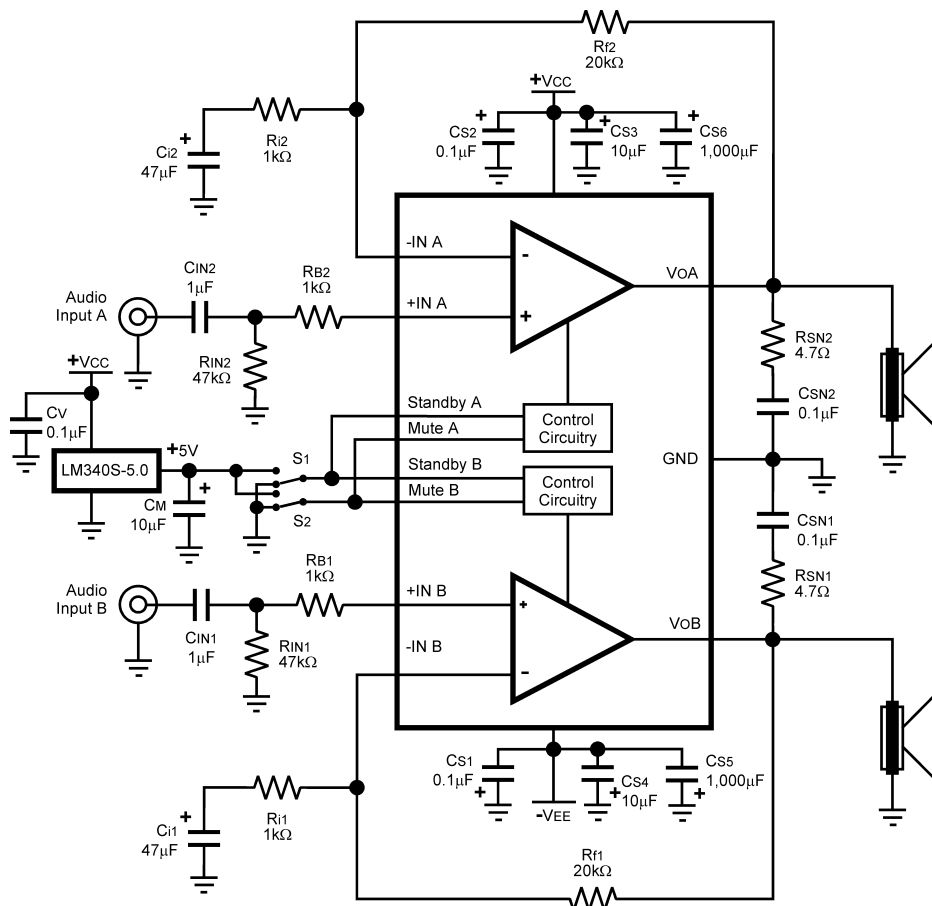 Rf2
20kΩ
+VCC
Ri2
1kΩ
Ci2
47μF
+
CS2
0.1μF
+
CS3
10μF
+
CS6
1,000μF
+
-IN A
-
CIN2
1μF
RB2
1kΩ
VOA
Audio
Input A
+IN A
+
RIN2
47kΩ
RSN2
4.7Ω
+VCC
CV
0.1μF
Standby A
Mute A
Control
Circuitry
CSN2
0.1μF
LM340S-5.0
+5V
S1
Standby B
Mute B
Control
Circuitry
GND
CM
10μF
+
S2
CSN1
0.1μF
RB1
1kΩ
RSN1
4.7Ω
Audio
Input B
+IN B
+
CIN1
1μF
RIN1
47kΩ
-IN B
-
VOB
CS1
0.1μF
+
CS4
10μF
+
CS5
1,000μF
+
-VEE
Ri1
1kΩ
Ci1
47μF
+
Rf1
20kΩ